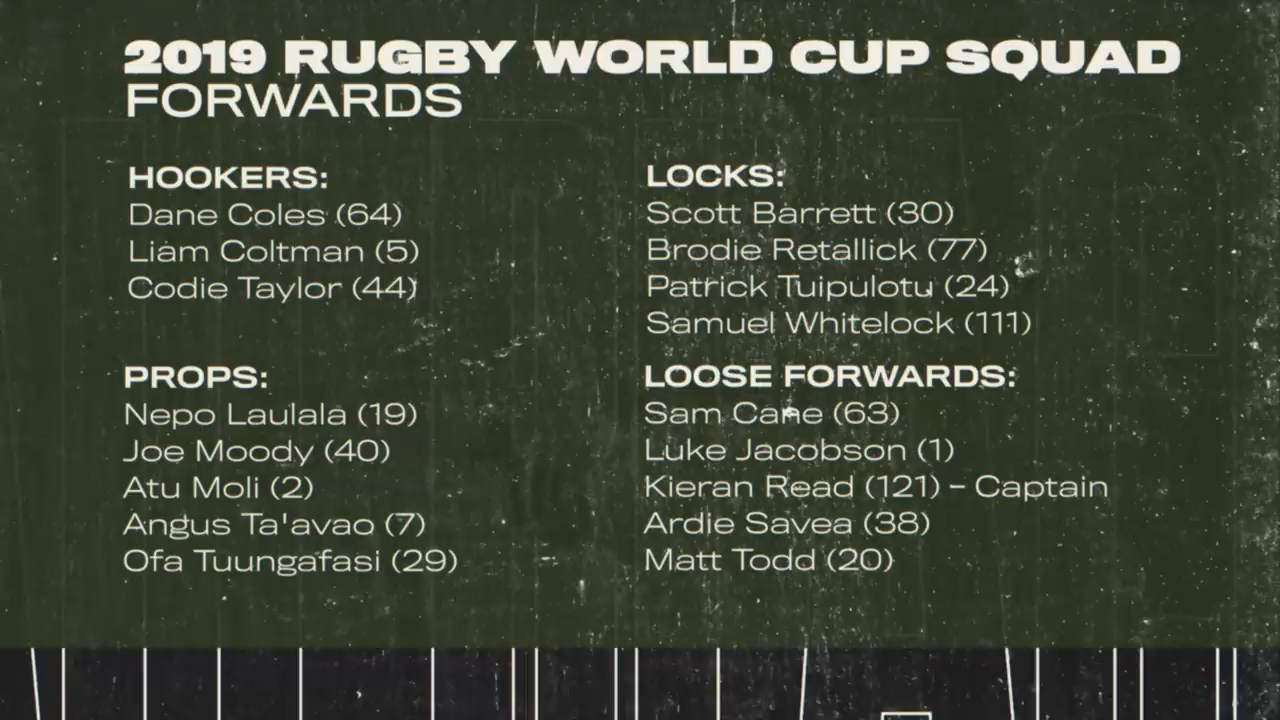 2019 RUGBY WORLD CUP SQUAD
FORWARDS
HOOKERS:
Dane Coles (64)
Liam Coltman (5)
Codie Taylor (44)
PROPS:
Nepo Laulala (19)
Joe Moody (40)
Atu Moli (2)
Angus Ta'avao (7)
Ofa Tuungafasi (29)
LOCKS:
Scott Barrett (30)
Brodie Retallick (77)
Patrick Tuipulotu (24)
Samuel Whitelock (111)
LOOSE FORWARDS:
Sam Cane (63)
Luke Jacobson (1)
Kieran Read (121) – Captain
Ardie Savea (38)
Matt Todd (20)